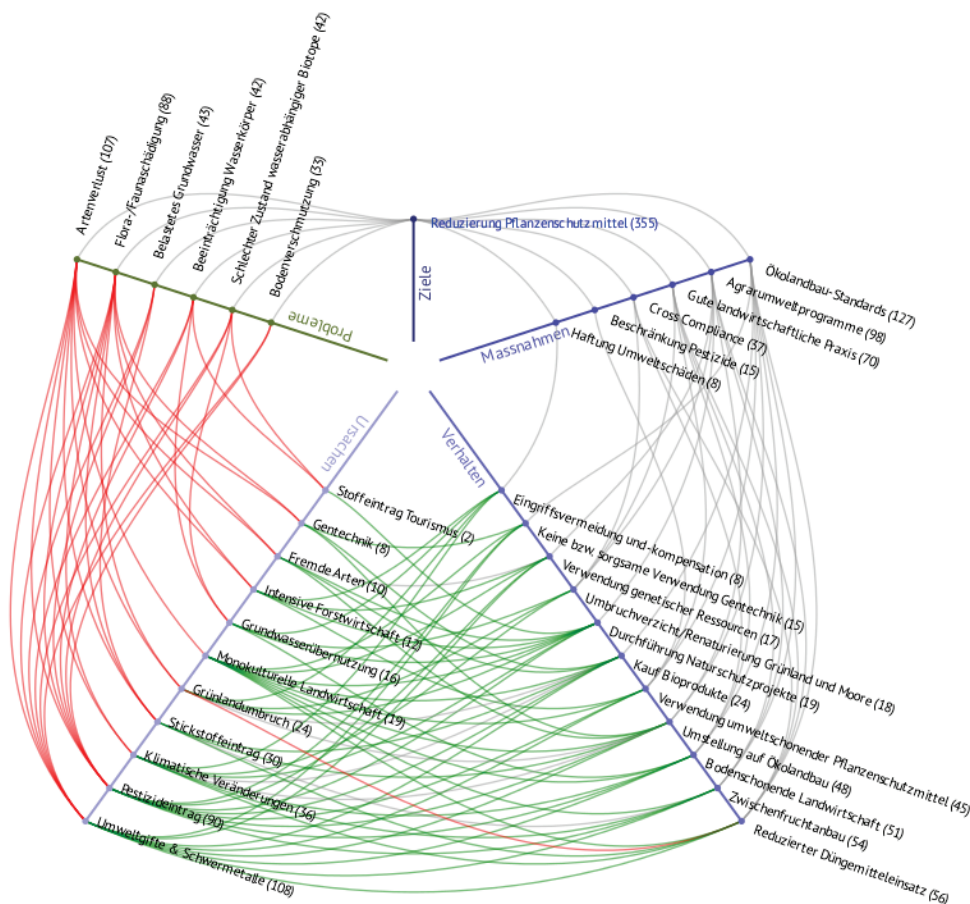 Artenverlust (107)
Flora-/Faunaschädigung (88)
Belastetes Grundwasser (43)
Beeinträchtigung Wasserkörper (42)
Schlechter Zustand wasserabhängiger Biotope (42)
Bodenverschmutzung (33)
Probleme
Reduzierung Pflanzenschutzmittel (355)
Ziele
Ökolandbau-Standards (127)
Agrarumweltprogramme (98)
Gute landwirtschaftliche Praxis (70)
Cross Compliance (37)
Beschränkung Pestizide (15)
Haftung Umweltschäden (8)
Massnahmen
Ursachen
Stoffeintrag Tourismus (2)
Gentechnik (8)
Fremde Arten (10)
Intensive Forstwirtschaft (12)
Grundwasserübernutzung (16)
Monokulturelle Landwirtschaft (19)
Grünlandumbruch (24)
Stickstoffeintrag (30)
Klimatische Veränderungen (36)
Pestizideintrag (90)
Umweltgifte & Schwermetalle (108)
Verhalten
Eingriffsvermeidung und -kompensation (8)
Keine bzw. sorgsame Verwendung Gentechnik (15)
Verwendung genetischer Ressourcen (17)
Umbruchverzicht/Renaturierung Grünland und Moore (18)
Durchführung Naturschutzprojekte (19)
Kauf Bioprodukte (24)
Verwendung umweltschonender Pflanzenschutzmittel (45)
Umstellung auf Ökolandbau (48)
Bodenschonende Landwirtschaft (51)
Zwischenfruchtanbau (54)
Reduzierter Düngemitteleinsatz (56)